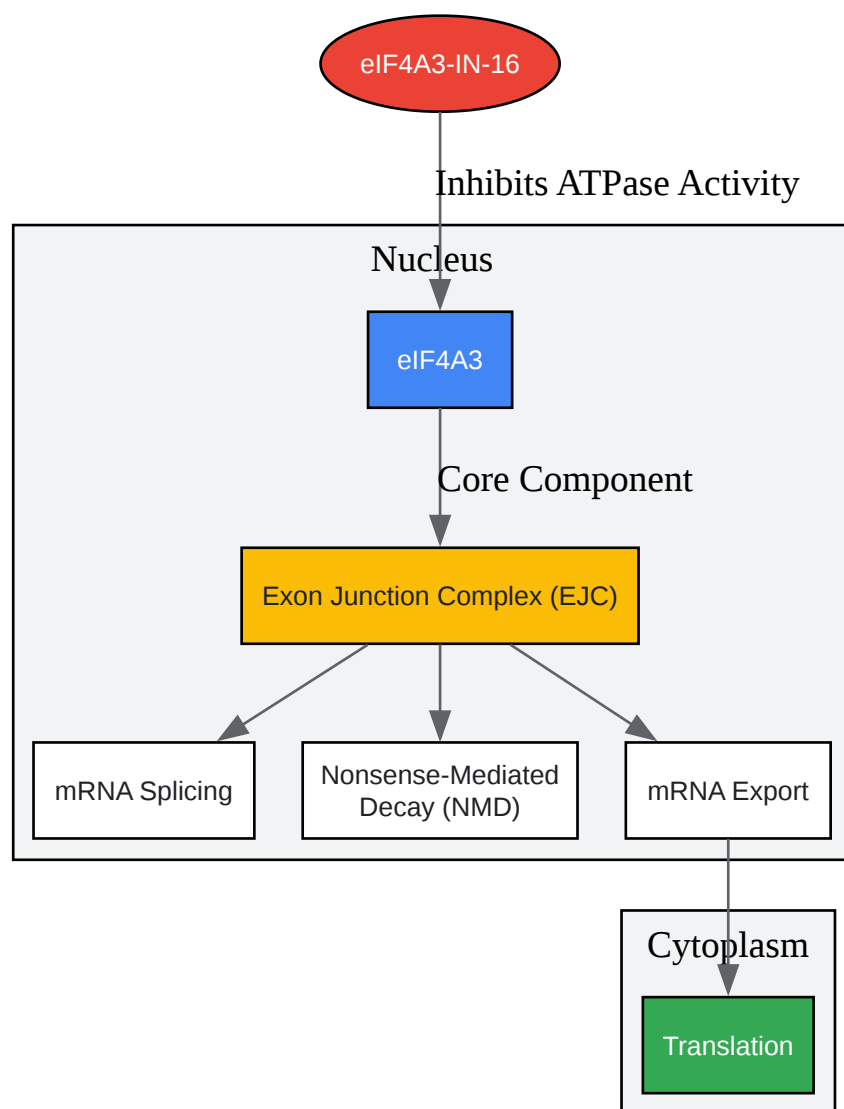 eIF4A3-IN-16
Inhibits ATPase Activity
Nucleus
eIF4A3
Core Component
Exon Junction Complex (EJC)
mRNA Splicing
Nonsense-Mediated
Decay (NMD)
mRNA Export
Cytoplasm
Translation